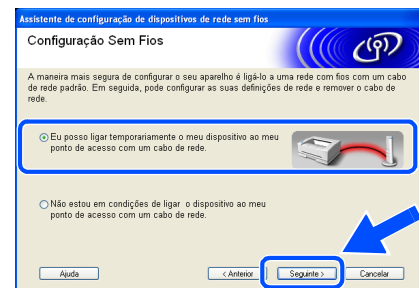 Assistente de configuração de dispositivos de rede sem fios
Configuração Sem Fios
A maneira mais segura de configurar o seu aparelho é ligá-lo a uma rede com fios com um cabo
de rede padrão. Em seguida, pode configurar as suas definições de rede e remover o cabo de
rede.
Eu posso ligar temporariamente o meu dispositivo ao meu
ponto de acesso com um cabo de rede.
Não estou em condições de ligar o dispositivo ao meu
ponto de acesso com um cabo de rede.
Ajuda
< Anterior
Seguinte >
Cancelar